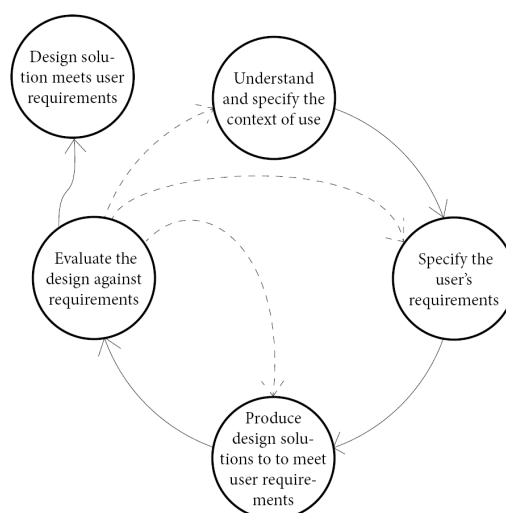 Design solu-
tion meets user
requirements
Understand
and specify the
context of use
Evaluate the
design against
requirements
Specify the
user's
requirements
Produce
design solu-
tions to to meet
user require-
ments